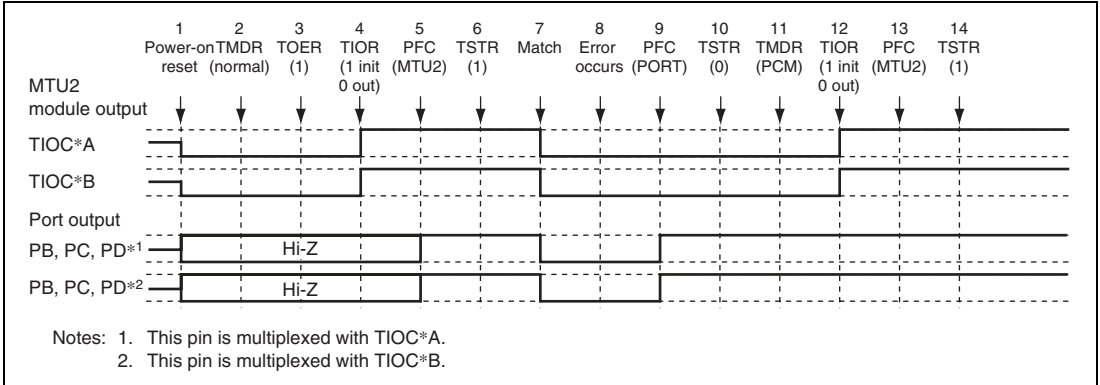 1 2 3 4 5 6 7 8 9 10 11 12 13 14
Power-on TMDR TOER TIOR PFC TSTR Match Error PFC TSTR TMDR TIOR PFC TSTR
reset (normal) (1) (1 init (MTU2) (1) occurs (PORT) (0) (PCM) (1 init (MTU2) (1)
0 out) 0 out)
MTU2
module output
TIOC*A
TIOC*B
Port output
PB, PC, PD*1 Hi-Z
PB, PC, PD*2 Hi-Z
Notes: 1. This pin is multiplexed with TIOC*A.
2. This pin is multiplexed with TIOC*B.